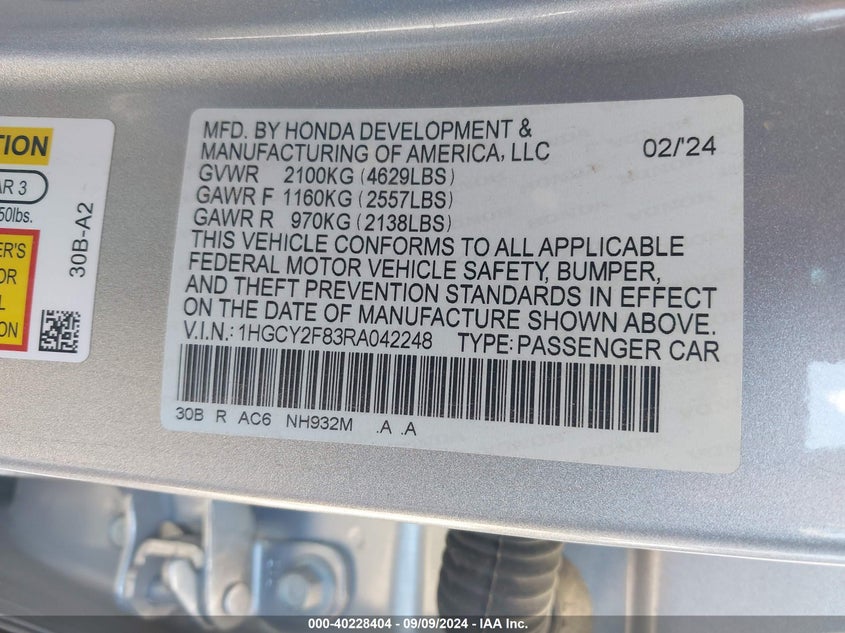 TION
AR 3
50lbs.
ER'S
OR
L
ION
30B-A2
MFD. BY HONDA DEVELOPMENT &
MANUFACTURING OF AMERICA, LLC 02/'24
GVWR 2100KG (4629LBS)
GAWR F 1160KG (2557LBS)
GAWR R 970KG (2138LBS)
THIS VEHICLE CONFORMS TO ALL APPLICABLE
FEDERAL MOTOR VEHICLE SAFETY, BUMPER,
AND THEFT PREVENTION STANDARDS IN EFFECT
ON THE DATE OF MANUFACTURE SHOWN ABOVE.
V.I.N.: 1HGCY2F83RA042248 TYPE: PASSENGER CAR
30B R AC6 NH932M .A .A
000-40228404 - 09/09/2024 - IAA Inc.